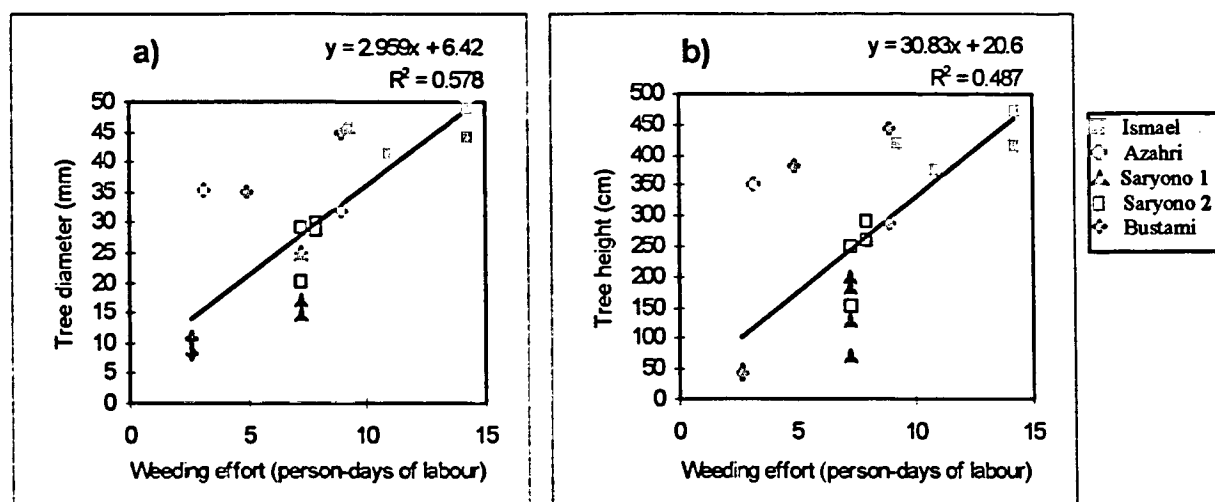 a)
y = 2.959x + 6.42
R² = 0.578
50
45
40
35
30
25
20
15
10
5
0
Tree diameter (mm)
0 5 10 15
Weeding effort (person-days of labour)
b)
y = 30.83x + 20.6
R² = 0.487
500
450
400
350
300
250
200
150
100
50
0
Tree height (cm)
0 5 10 15
Weeding effort (person-days of labour)
Ismael
Azahri
Saryono 1
Saryono 2
Bustami